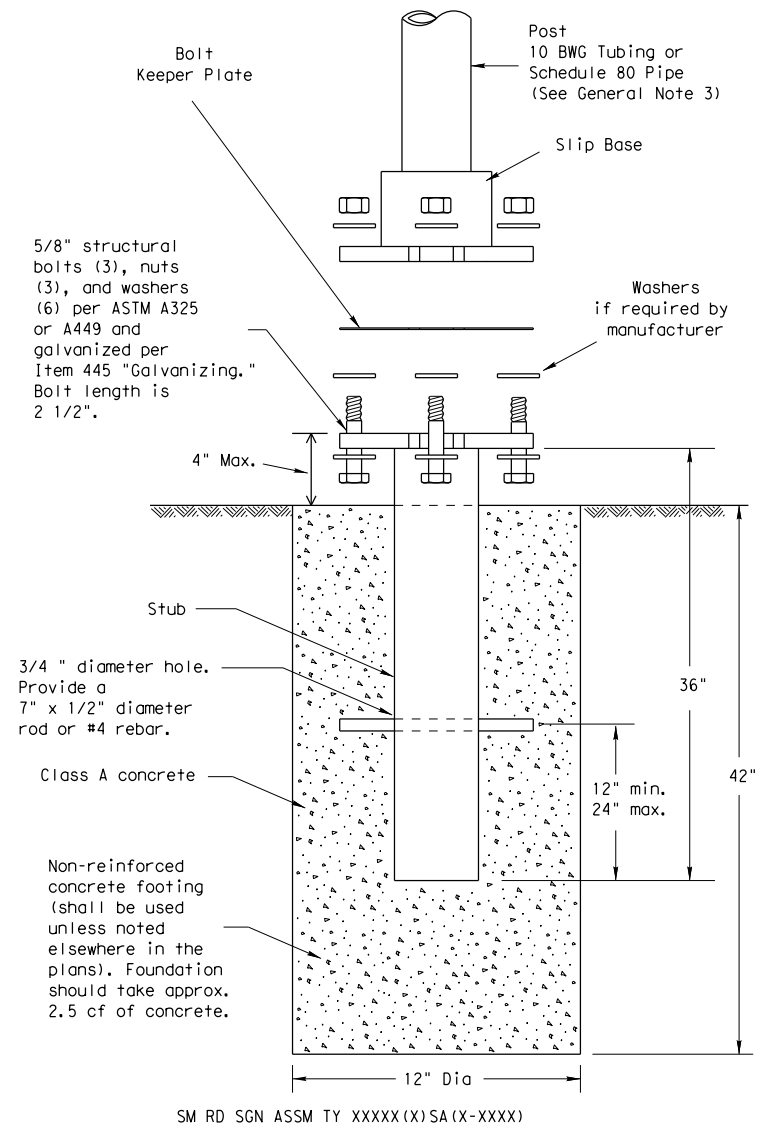 Post
10 BWG Tubing or
Schedule 80 Pipe
(See General Note 3)
Bolt
Keeper Plate
Slip Base
5/8" structural
bolts (3), nuts
(3), and washers
(6) per ASTM A325
or A449 and
galvanized per
Item 445 "Galvanizing."
Bolt length is
2 1/2".
Washers
if required by
manufacturer
4" Max.
Stub
3/4 " diameter hole.
Provide a
7" x 1/2" diameter
rod or #4 rebar.
36"
Class A concrete
12" min.
24" max.
42"
Non-reinforced
concrete footing
(shall be used
unless noted
elsewhere in the
plans). Foundation
should take approx.
2.5 cf of concrete.
12" Dia
SM RD SGN ASSM TY XXXXX(X)SA(X-XXXX)